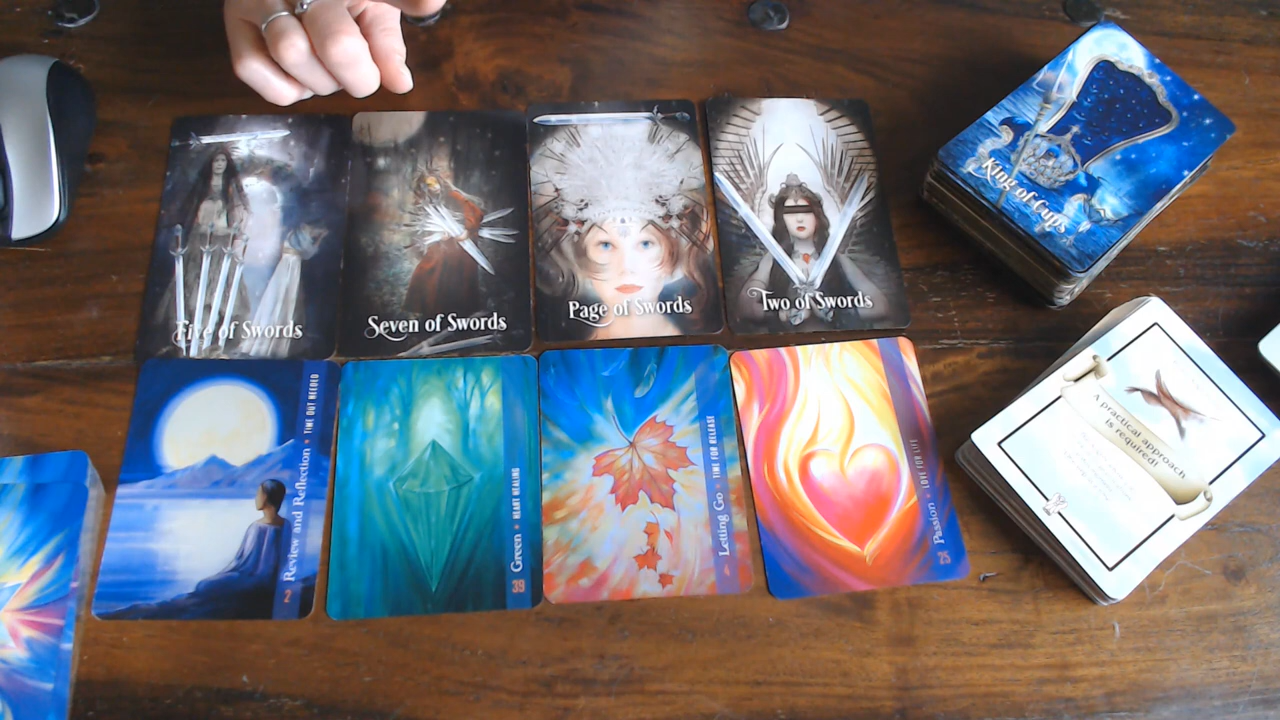 Five of Swords
Seven of Swords
Page of Swords
Two of Swords
King of Cups
Review and Reflection • TIME OUT NEEDED
2
Green • HEART HEALING
39
Letting Go • TIME FOR RELEASE
4
Passion • LOVE FOR LIFE
25
A practical approach
is required!